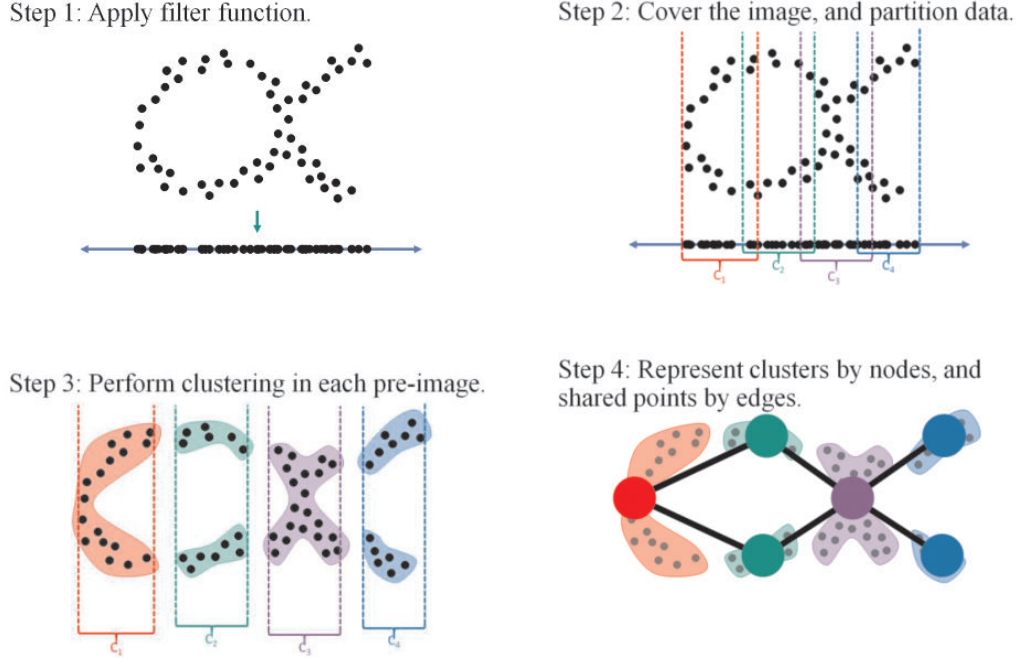 Step 1: Apply filter function.
Step 2: Cover the image, and partition data.
C₁
C₂
C₃
C₄
Step 3: Perform clustering in each pre-image.
Step 4: Represent clusters by nodes, and
shared points by edges.
C₁
C₂
C₃
C₄